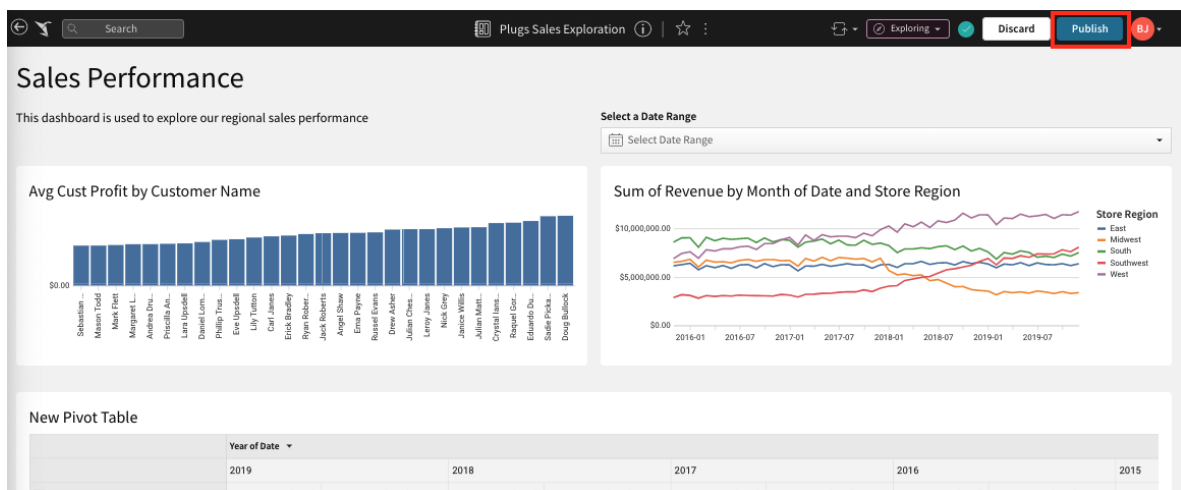 Search
Plugs Sales Exploration
Exploring
Discard
Publish
BJ
Sales Performance
This dashboard is used to explore our regional sales performance
Select a Date Range
Select Date Range
Avg Cust Profit by Customer Name
$0.00
Sebastian ...
Mason Todd
Mark Flett
Margaret L...
Andrea Dru...
Priscilla An...
Lara Upsdell
Daniel Lom...
Phillip Trus...
Eve Upsdell
Lily Tutton
Carl Janes
Erick Bradley
Ryan Rober...
Jack Roberts
Angel Shaw
Ema Payne
Russel Evans
Drew Asher
Julian Ches...
Leroy Janes
Nick Grey
Janice Willis
Julian Matt...
Crystal Ians...
Raquel Gor...
Eduardo Du...
Sadie Picka...
Doug Bullock
Sum of Revenue by Month of Date and Store Region
$10,000,000.00
$5,000,000.00
$0.00
2016-01 2016-07 2017-01 2017-07 2018-01 2018-07 2019-01 2019-07
Store Region
East
Midwest
South
Southwest
West
New Pivot Table
Year of Date
2019 2018 2017 2016 2015